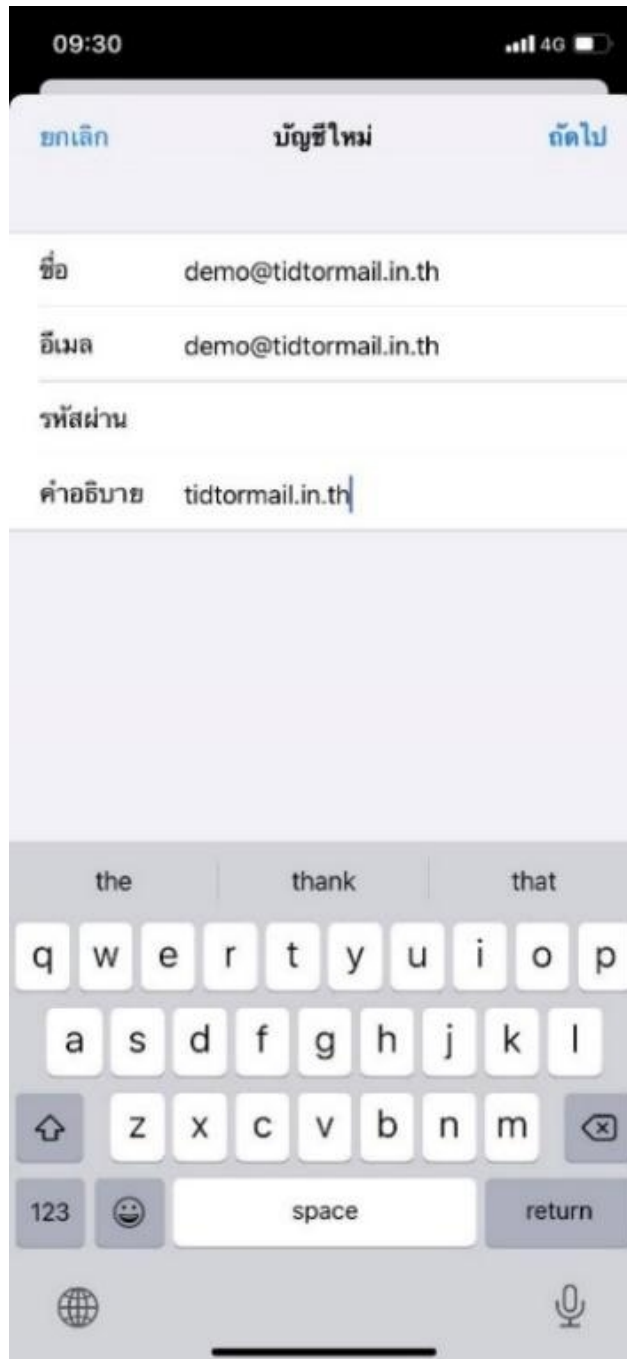 09:30 4G
ยกเลิก บัญชีใหม่ ถัดไป
ชื่อ demo@tidtormail.in.th
อีเมล demo@tidtormail.in.th
รหัสผ่าน
คำอธิบาย tidtormail.in.th
the thank that
q w e r t y u i o p
a s d f g h j k l
z x c v b n m
123 space return